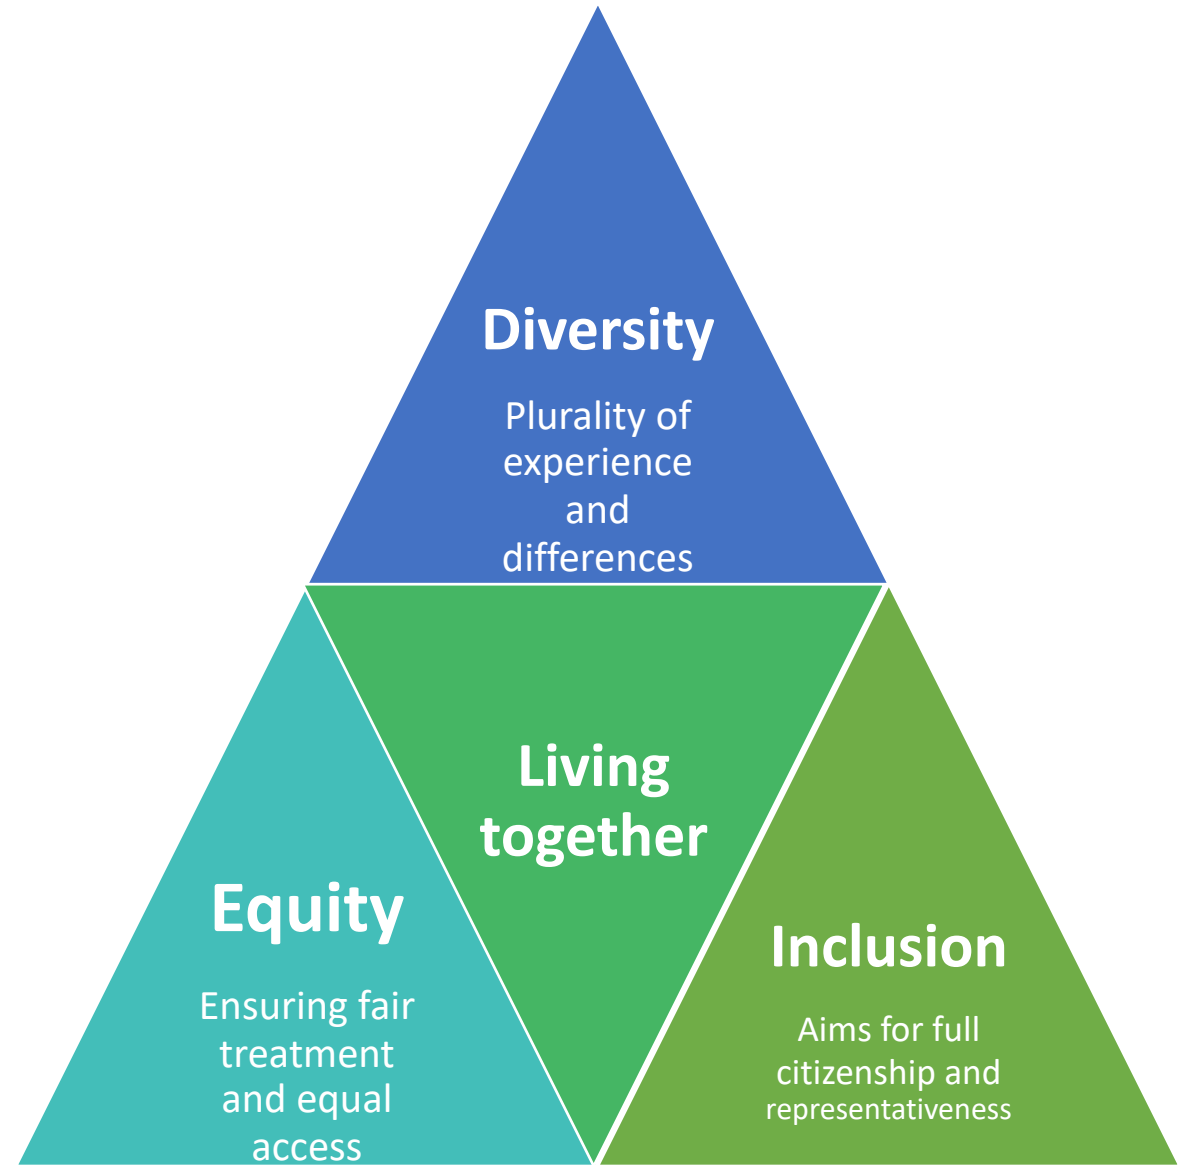 Diversity
Plurality of
experience
and
differences
Living
together
Equity
Ensuring fair
treatment
and equal
access
Inclusion
Aims for full
citizenship and
representativeness